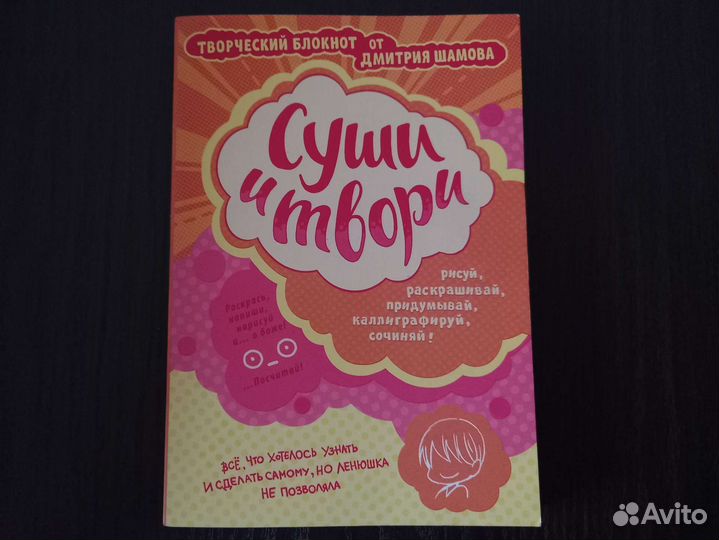 ТВОРЧЕСКИЙ БЛОКНОТ ОТ
ДМИТРИЯ ШАМОВА
Суши
и твори
рисуй,
раскрашивай,
придумывай,
каллиграфируй,
сочиняй!
Раскрась,
напиши,
нарисуй
и... о боже!
...Посчитай!
ВСЁ, ЧТО ХОТЕЛОСЬ УЗНАТЬ
И СДЕЛАТЬ САМОМУ, НО ЛЕНЮШКА
НЕ ПОЗВОЛЯЛА
Avito